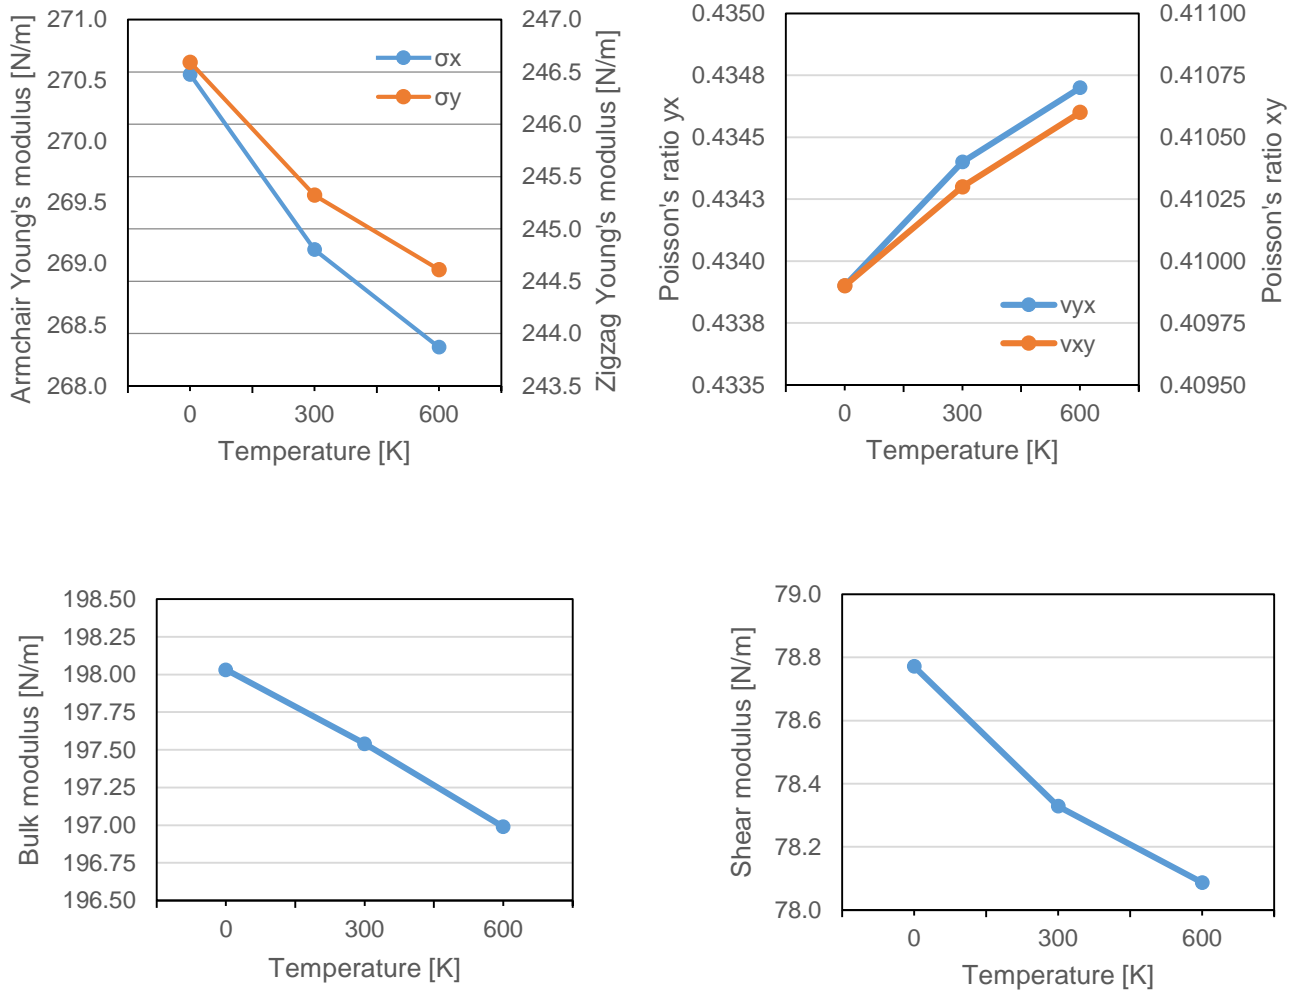 Armchair Young's modulus [N/m]
271.0
270.5
270.0
269.5
269.0
268.5
268.0
σx
σy
247.0
246.5
246.0
245.5
245.0
244.5
244.0
243.5
Zigzag Young's modulus [N/m]
0 300 600
Temperature [K]
Poisson's ratio yx
0.4350
0.4348
0.4345
0.4343
0.4340
0.4338
0.4335
vyx
vxy
0.41100
0.41075
0.41050
0.41025
0.41000
0.40975
0.40950
Poisson's ratio xy
0 300 600
Temperature [K]
Bulk modulus [N/m]
198.50
198.25
198.00
197.75
197.50
197.25
197.00
196.75
196.50
0 300 600
Temperature [K]
Shear modulus [N/m]
79.0
78.8
78.6
78.4
78.2
78.0
0 300 600
Temperature [K]